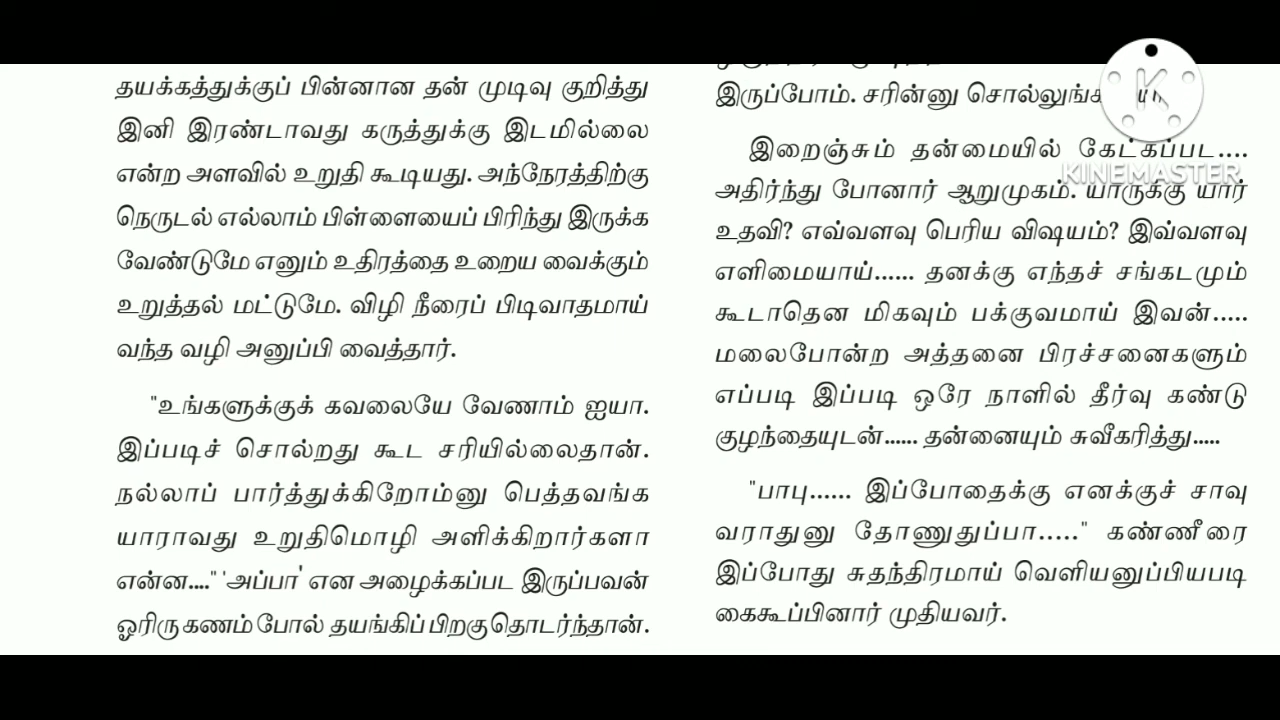 தயக்கத்துக்குப் பின்னான தன் முடிவு குறித்து
இனி இரண்டாவது கருத்துக்கு இடமில்லை
என்ற அளவில் உறுதி கூடியது. அந்நேரத்திற்கு
நெருடல் எல்லாம் பிள்ளையைப் பிரிந்து இருக்க
வேண்டுமே எனும் உதிரத்தை உறைய வைக்கும்
உறுத்தல் மட்டுமே. விழி நீரைப் பிடிவாதமாய்
வந்த வழி அனுப்பி வைத்தார்.
"உங்களுக்குக் கவலையே வேணாம் ஐயா.
இப்படிச் சொல்றது கூட சரியில்லைதான்.
நல்லாப் பார்த்துக்கிறோம்னு பெத்தவங்க
யாராவது உறுதிமொழி அளிக்கிறார்களா
என்ன...." 'அப்பா' என அழைக்கப்பட இருப்பவன்
ஓரிரு கணம் போல் தயங்கிப் பிறகு தொடர்ந்தான்.
இருப்போம். சரின்னு சொல்லுங்க
இறைஞ்சும் தன்மையில் கேட்கப்பட....
அதிர்ந்து போனார் ஆறுமுகம். யாருக்கு யார்
உதவி? எவ்வளவு பெரிய விஷயம்? இவ்வளவு
எளிமையாய்...... தனக்கு எந்தச் சங்கடமும்
கூடாதென மிகவும் பக்குவமாய் இவன்.....
மலைபோன்ற அத்தனை பிரச்சனைகளும்
எப்படி இப்படி ஒரே நாளில் தீர்வு கண்டு
குழந்தையுடன்...... தன்னையும் சுவீகரித்து.....
"பாபு...... இப்போதைக்கு எனக்குச் சாவு
வராதுனு தோணுதுப்பா....." கண்ணீரை
இப்போது சுதந்திரமாய் வெளியனுப்பியபடி
கைகூப்பினார் முதியவர்.
K
KINEMASTER